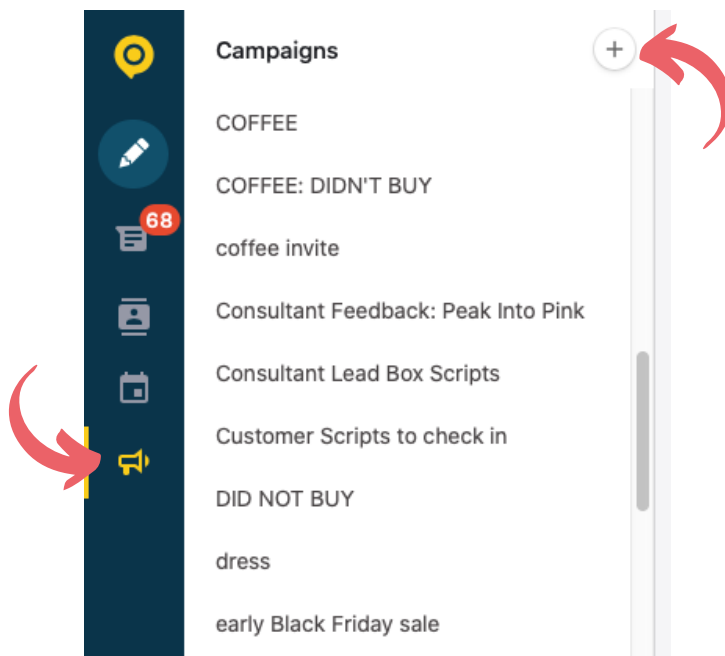 Campaigns
COFFEE
COFFEE: DIDN'T BUY
68
coffee invite
Consultant Feedback: Peak Into Pink
Consultant Lead Box Scripts
Customer Scripts to check in
DID NOT BUY
dress
early Black Friday sale